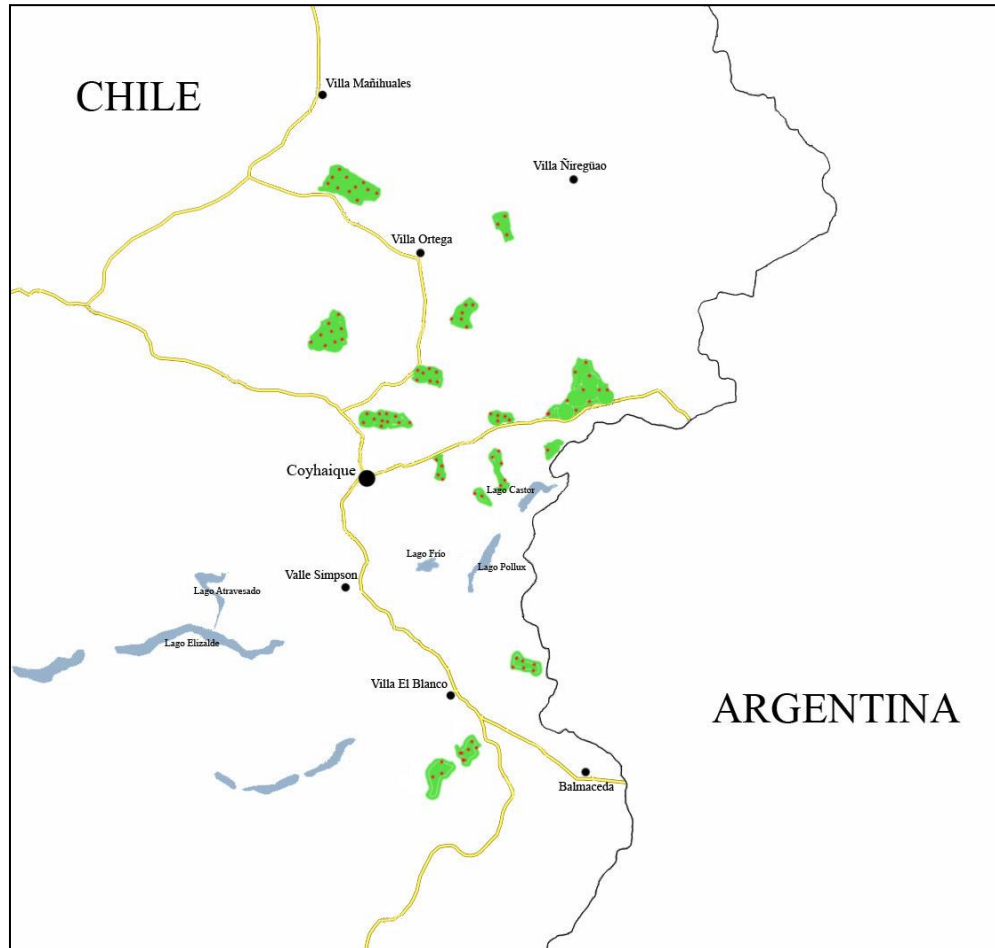 Villa Mañihuales
CHILE
Villa Ñiregüao
Villa Ortega
Coyhaique
Lago Castor
Lago Frío
Lago Pollux
Valle Simpson
Lago Atravesado
Lago Elizalde
Villa El Blanco
ARGENTINA
Balmaceda